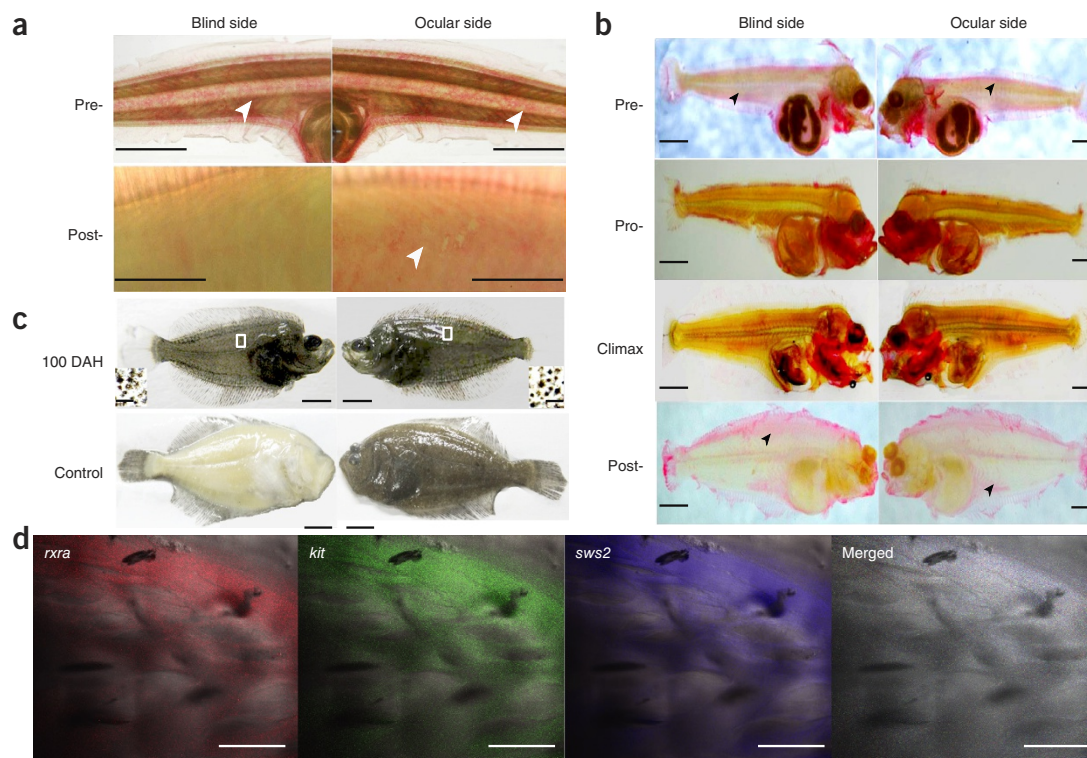 a
Blind side
Ocular side
Pre-
Post-
b
Blind side
Ocular side
Pre-
Pro-
Climax
Post-
c
100 DAH
Control
d
rxra
kit
sws2
Merged